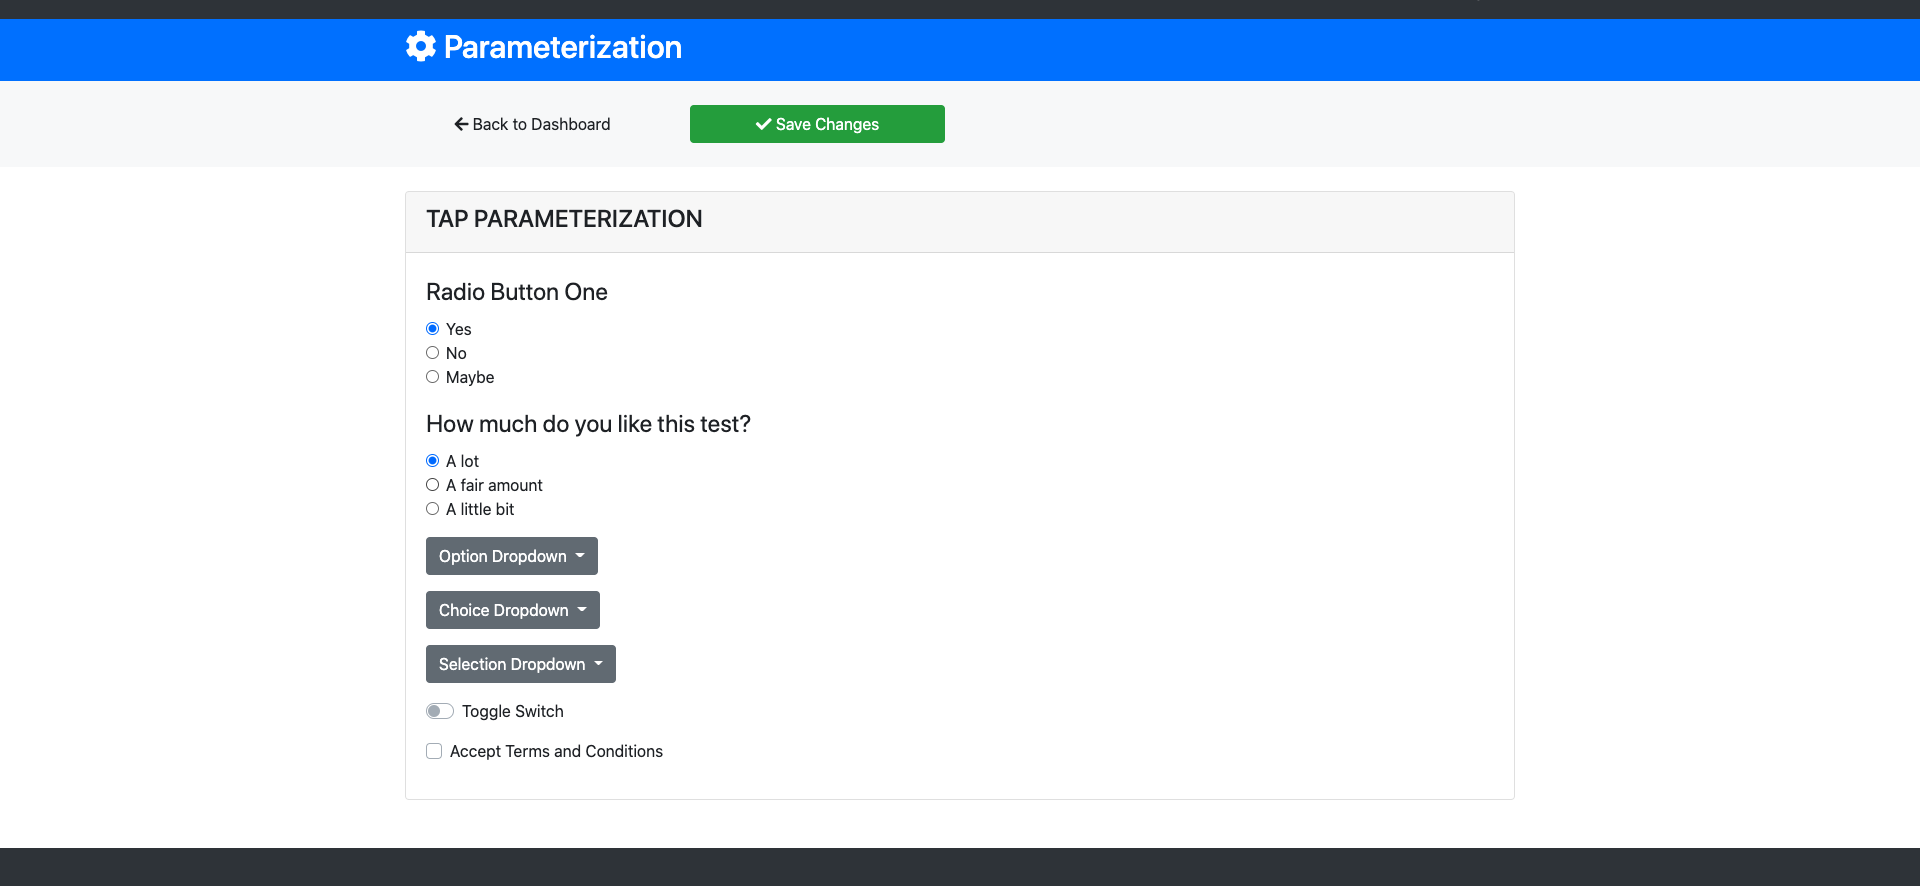 Parameterization
Back to Dashboard
Save Changes
TAP PARAMETERIZATION
Radio Button One
Yes
No
Maybe
How much do you like this test?
A lot
A fair amount
A little bit
Option Dropdown
Choice Dropdown
Selection Dropdown
Toggle Switch
Accept Terms and Conditions